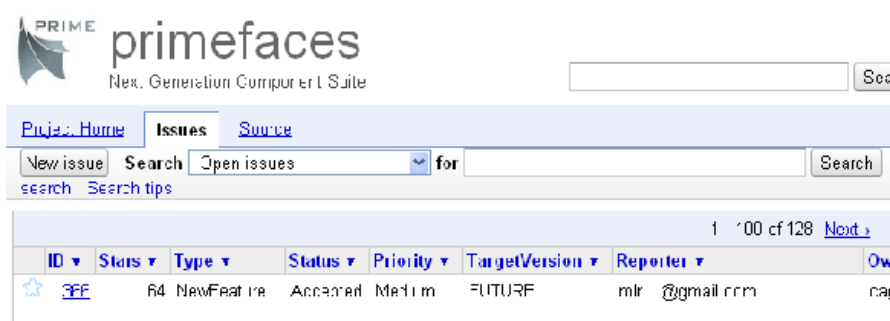 PRIME
primefaces
Next Generation Component Suite
Project Home Issues Source
New issue Search Open issues for Search
search Search tips
1 100 of 128 Next ›
ID ▼ Stars ▼ Type ▼ Status ▼ Priority ▼ TargetVersion ▼ Reporter ▼ Ow
64 NewFeature Accepted Medium FUTURE @gmail.com